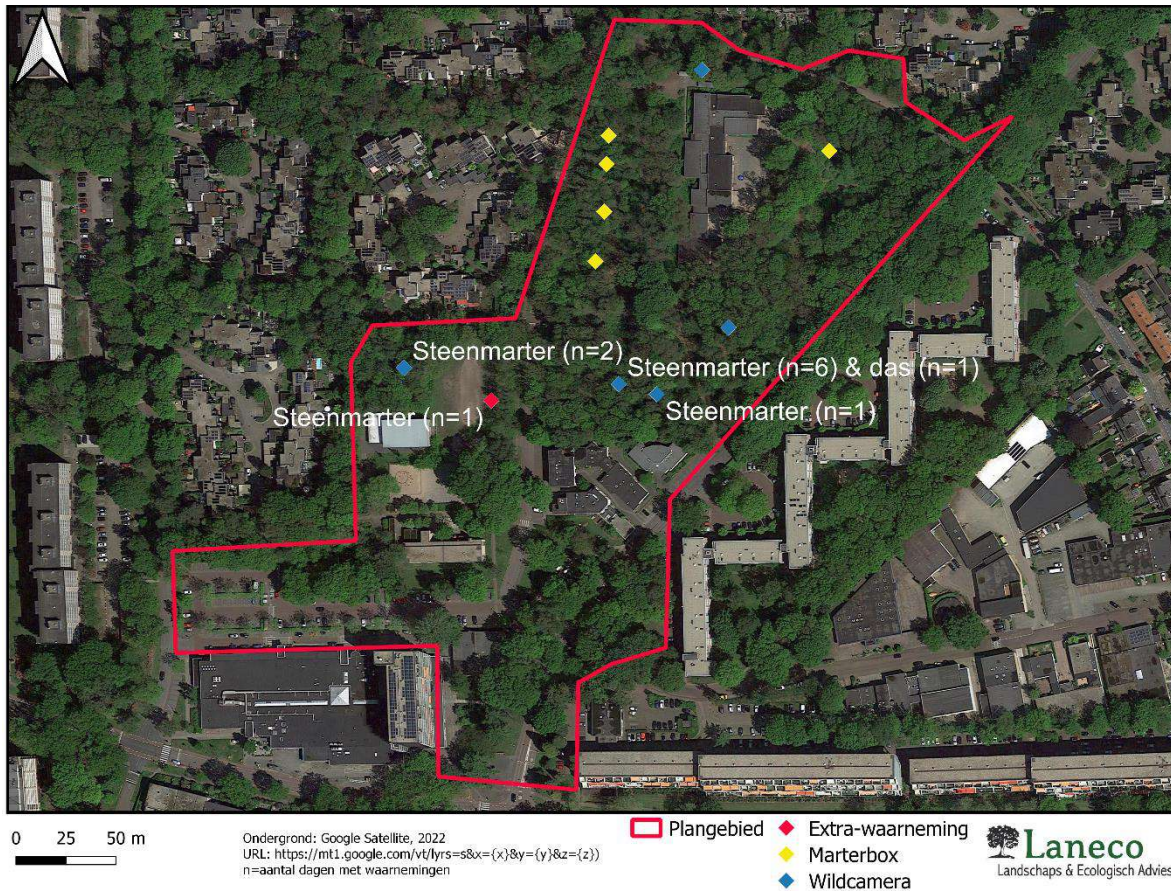 Steenmarter (n=2)
Steenmarter (n=6) & das (n=1)
Steenmarter (n=1)
Steenmarter (n=1)
0 25 50 m
Ondergrond: Google Satellite, 2022
URL: https://mt1.google.com/vt/lyrs=s&x={x}&y={y}&z={z})
n=aantal dagen met waarnemingen
Plangebied
Extra-waarneming
Marterbox
Wildcamera
Laneco
Landschaps & Ecologisch Advies